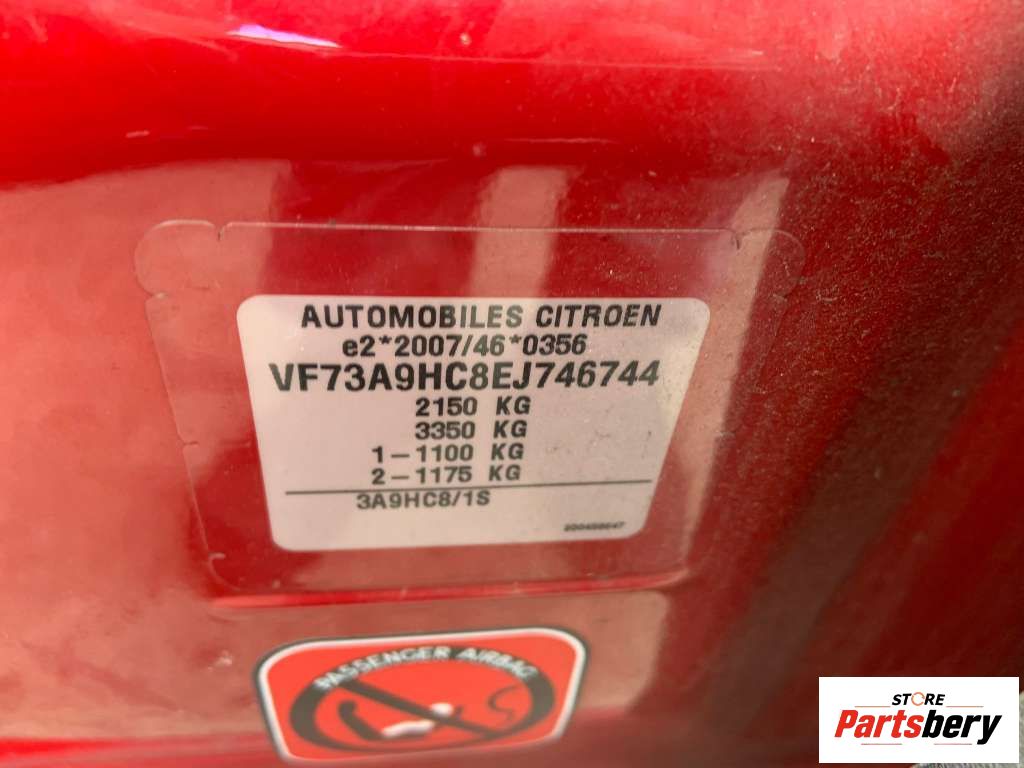 AUTOMOBILES CITROEN
e2*2007/46*0356
VF73A9HC8EJ746744
2150 KG
3350 KG
1-1100 KG
2-1175 KG
3A9HC8/1S
PASSENGER AIRBAG
STORE
Partsbery